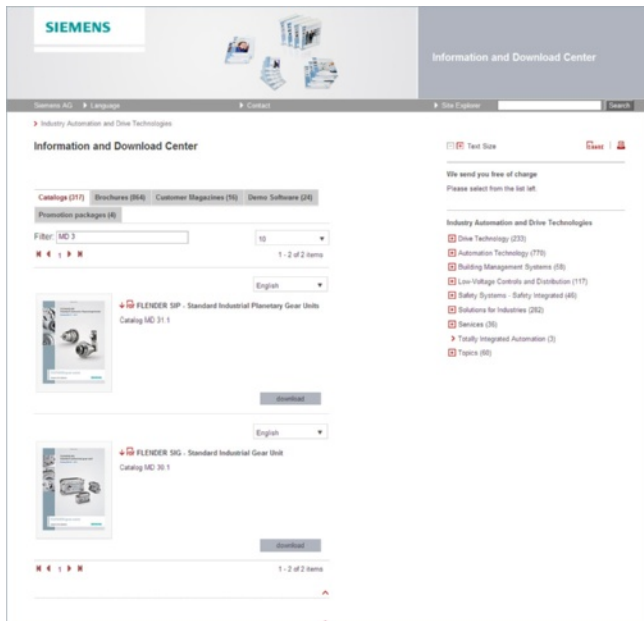 SIEMENS
Information and Download Center
Siemens AG Language Contact Site Explorer Search
Industry Automation and Drive Technologies
Information and Download Center
Text Size
We send you free of charge
Please select from the list left.
Catalogs (317) Brochures (864) Customer Magazines (16) Demo Software (24)
Promotion packages (4)
Filter: MD 3 10
1 1 - 2 of 2 items
English
FLENDER SIP - Standard Industrial Planetary Gear Units
Catalog MD 31.1
download
English
FLENDER SIG - Standard Industrial Gear Unit
Catalog MD 30.1
download
1 1 - 2 of 2 items
Industry Automation and Drive Technologies
Drive Technology (233)
Automation Technology (779)
Building Management Systems (58)
Low-Voltage Controls and Distribution (117)
Safety Systems - Safety Integrated (46)
Solutions for Industries (282)
Services (36)
Totally Integrated Automation (3)
Topics (60)